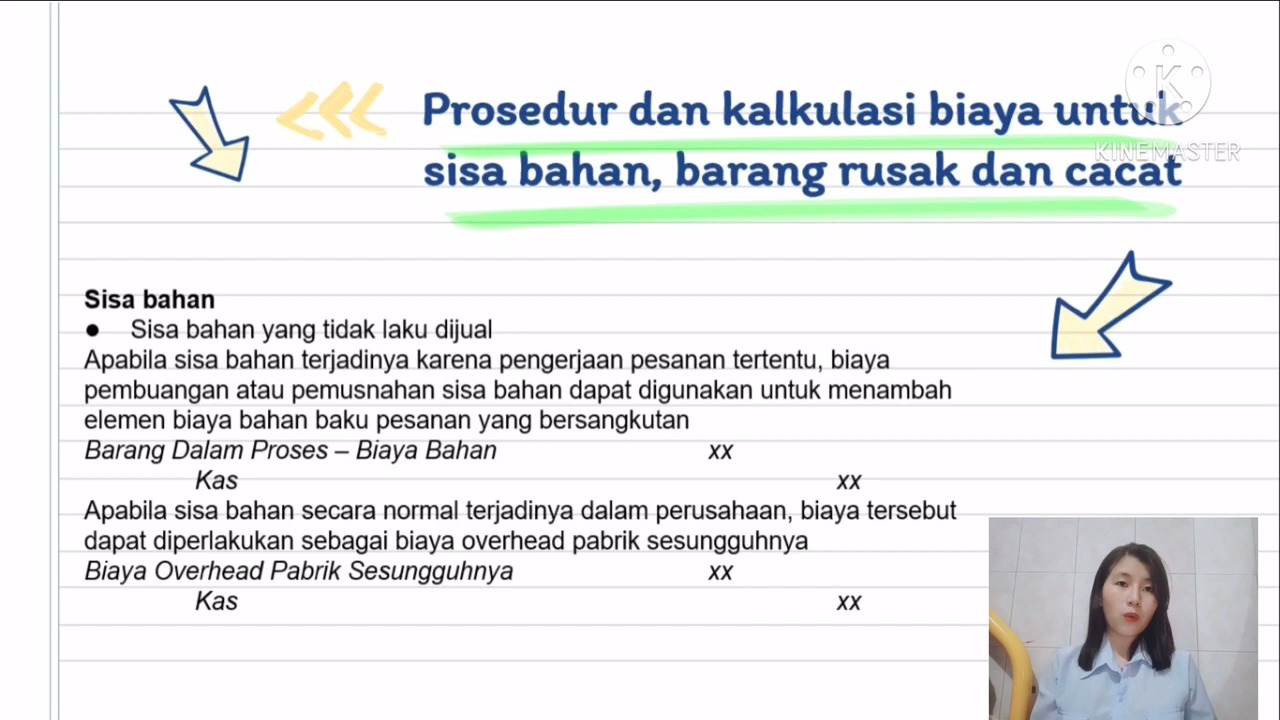 Prosedur dan kalkulasi biaya untuk
sisa bahan, barang rusak dan cacat
K
KINEMASTER
Sisa bahan
● Sisa bahan yang tidak laku dijual
Apabila sisa bahan terjadinya karena pengerjaan pesanan tertentu, biaya
pembuangan atau pemusnahan sisa bahan dapat digunakan untuk menambah
elemen biaya bahan baku pesanan yang bersangkutan
Barang Dalam Proses – Biaya Bahan xx
Kas xx
Apabila sisa bahan secara normal terjadinya dalam perusahaan, biaya tersebut
dapat diperlakukan sebagai biaya overhead pabrik sesungguhnya
Biaya Overhead Pabrik Sesungguhnya xx
Kas xx